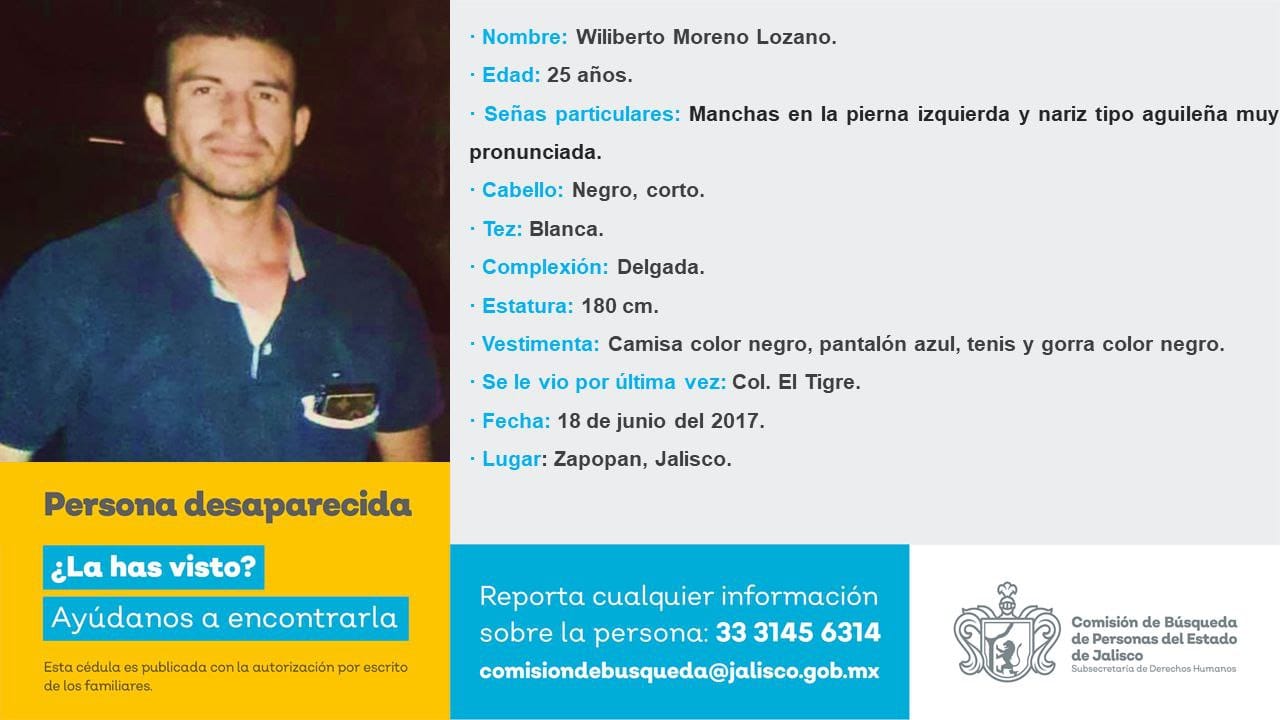 · Nombre: Wiliberto Moreno Lozano.
· Edad: 25 años.
· Señas particulares: Manchas en la pierna izquierda y nariz tipo aguileña muy
pronunciada.
· Cabello: Negro, corto.
· Tez: Blanca.
· Complexión: Delgada.
· Estatura: 180 cm.
· Vestimenta: Camisa color negro, pantalón azul, tenis y gorra color negro.
· Se le vio por última vez: Col. El Tigre.
· Fecha: 18 de junio del 2017.
· Lugar: Zapopan, Jalisco.
Persona desaparecida
¿La has visto?
Ayúdanos a encontrarla
Esta cédula es publicada con la autorización por escrito
de los familiares.
Reporta cualquier información
sobre la persona: 33 3145 6314
comisiondebusqueda@jalisco.gob.mx
Comisión de Búsqueda
de Personas del Estado
de Jalisco
Subsecretaría de Derechos Humanos